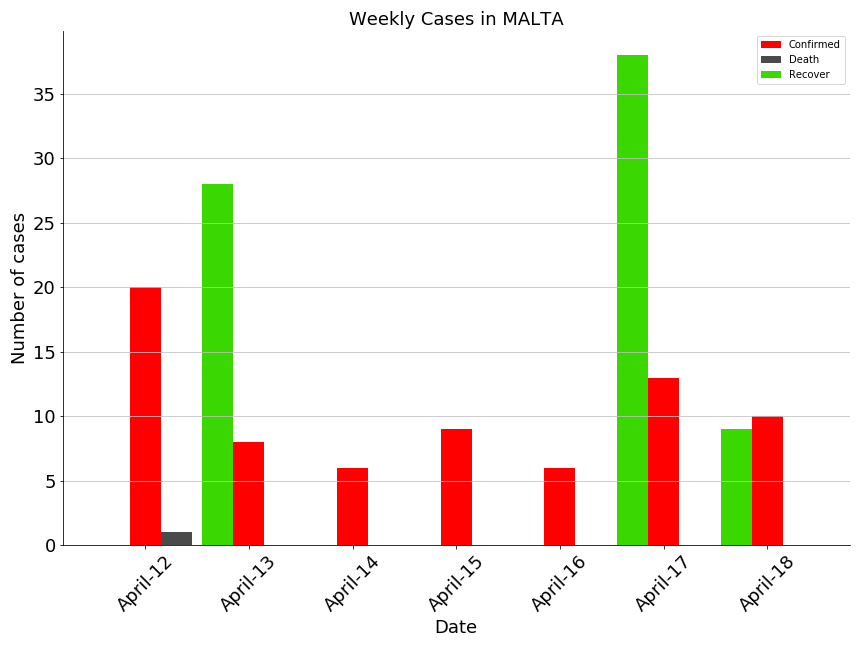 Weekly Cases in MALTA
Confirmed
Death
Recover
Number of cases
35
30
25
20
15
10
5
0
April-12
April-13
April-14
April-15
April-16
April-17
April-18
Date